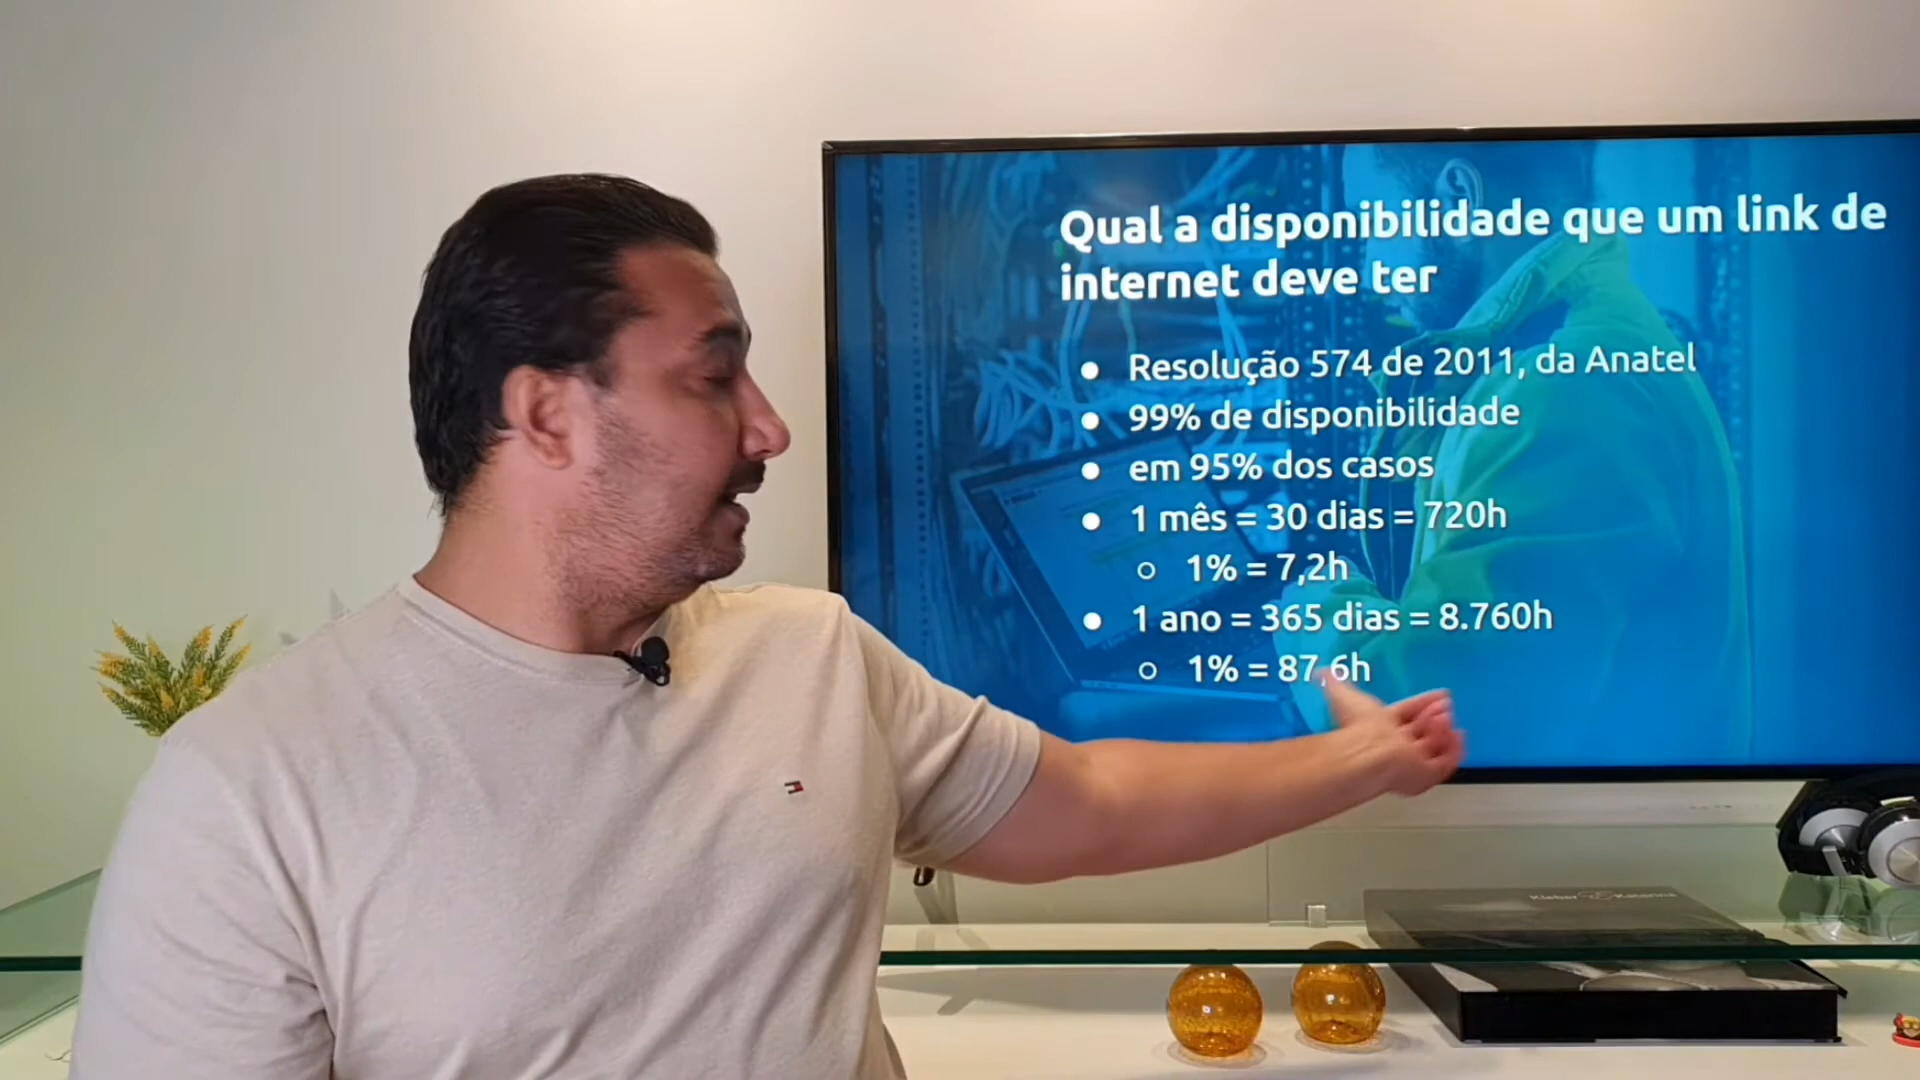 Qual a disponibilidade que um link de
internet deve ter
● Resolução 574 de 2011, da Anatel
● 99% de disponibilidade
● em 95% dos casos
● 1 mês = 30 dias = 720h
○ 1% = 7,2h
● 1 ano = 365 dias = 8.760h
○ 1% = 87,6h
Kleber & Katarina